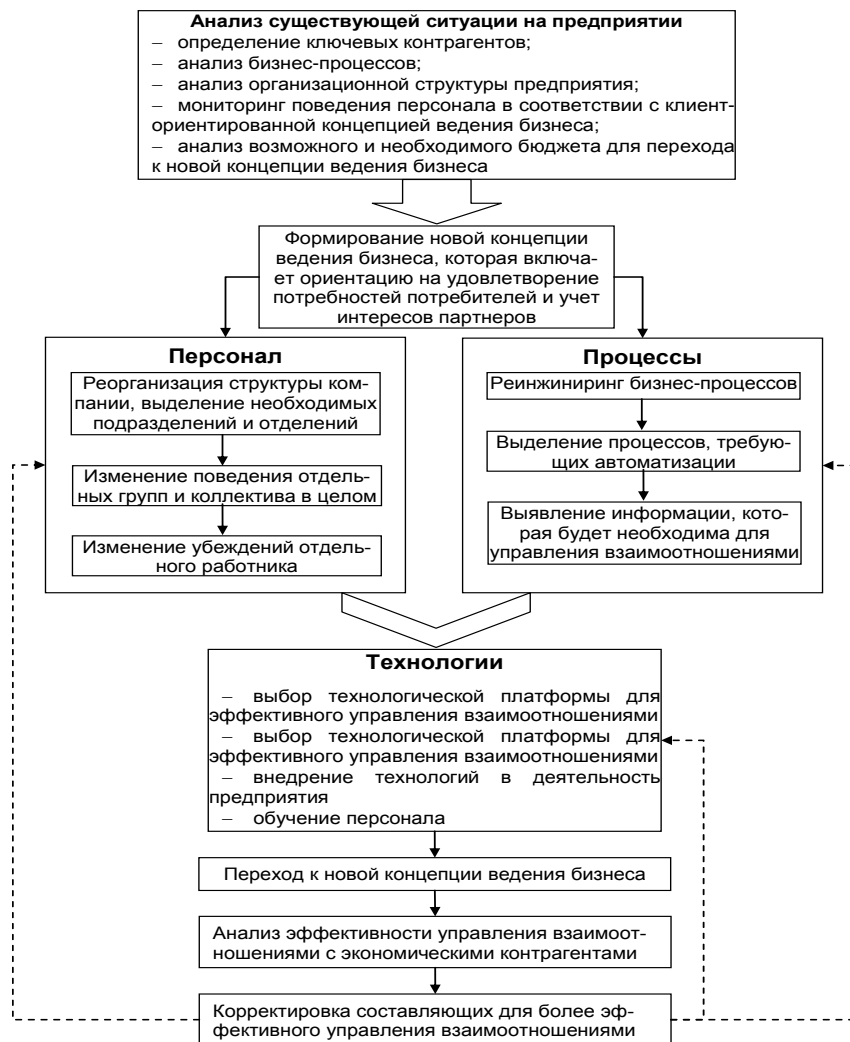 Анализ существующей ситуации на предприятии
– определение ключевых контрагентов;
– анализ бизнес-процессов;
– анализ организационной структуры предприятия;
– мониторинг поведения персонала в соответствии с клиент-
ориентированной концепцией ведения бизнеса;
– анализ возможного и необходимого бюджета для перехода
к новой концепции ведения бизнеса
Формирование новой концепции
ведения бизнеса, которая включа-
ет ориентацию на удовлетворение
потребностей потребителей и учет
интересов партнеров
Персонал
Реорганизация структуры ком-
пании, выделение необходимых
подразделений и отделений
Изменение поведения отдель-
ных групп и коллектива в целом
Изменение убеждений отдель-
ного работника
Процессы
Реинжиниринг бизнес-процессов
Выделение процессов, требую-
щих автоматизации
Выявление информации, кото-
рая будет необходима для
управления взаимоотношениями
Технологии
– выбор технологической платформы для
эффективного управления взаимоотношениями
– выбор технологической платформы для
эффективного управления взаимоотношениями
– внедрение технологий в деятельность
предприятия
– обучение персонала
Переход к новой концепции ведения бизнеса
Анализ эффективности управления взаимоот-
ношениями с экономическими контрагентами
Корректировка составляющих для более эф-
фективного управления взаимоотношениями